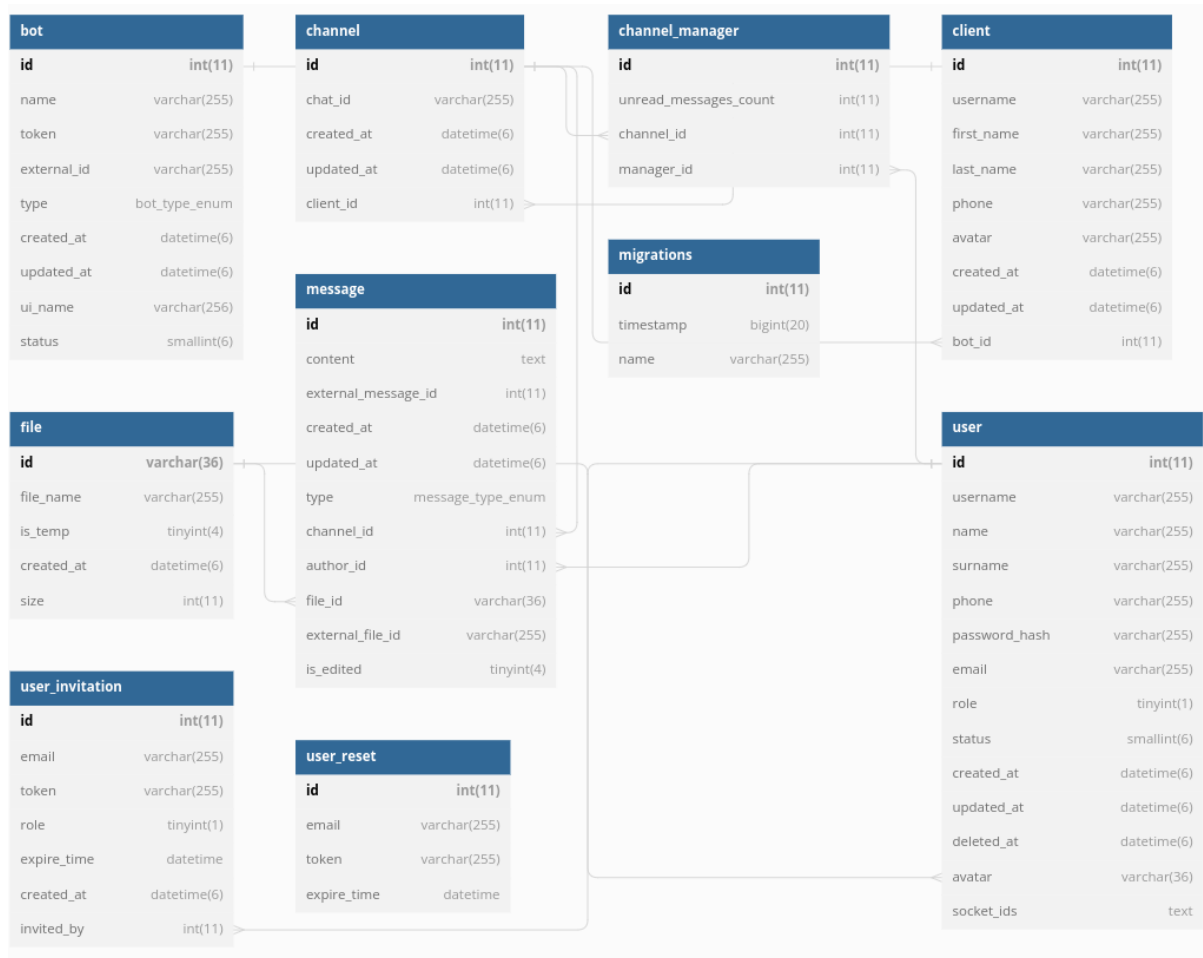 bot
id int(11)
name varchar(255)
token varchar(255)
external_id varchar(255)
type bot_type_enum
created_at datetime(6)
updated_at datetime(6)
ui_name varchar(256)
status smallint(6)
channel
id int(11)
chat_id varchar(255)
created_at datetime(6)
updated_at datetime(6)
client_id int(11)
channel_manager
id int(11)
unread_messages_count int(11)
channel_id int(11)
manager_id int(11)
client
id int(11)
username varchar(255)
first_name varchar(255)
last_name varchar(255)
phone varchar(255)
avatar varchar(255)
created_at datetime(6)
updated_at datetime(6)
bot_id int(11)
migrations
id int(11)
timestamp bigint(20)
name varchar(255)
message
id int(11)
content text
external_message_id int(11)
created_at datetime(6)
updated_at datetime(6)
type message_type_enum
channel_id int(11)
author_id int(11)
file_id varchar(36)
external_file_id varchar(255)
is_edited tinyint(4)
file
id varchar(36)
file_name varchar(255)
is_temp tinyint(4)
created_at datetime(6)
size int(11)
user
id int(11)
username varchar(255)
name varchar(255)
surname varchar(255)
phone varchar(255)
password_hash varchar(255)
email varchar(255)
role tinyint(1)
status smallint(6)
created_at datetime(6)
updated_at datetime(6)
deleted_at datetime(6)
avatar varchar(36)
socket_ids text
user_invitation
id int(11)
email varchar(255)
token varchar(255)
role tinyint(1)
expire_time datetime
created_at datetime(6)
invited_by int(11)
user_reset
id int(11)
email varchar(255)
token varchar(255)
expire_time datetime